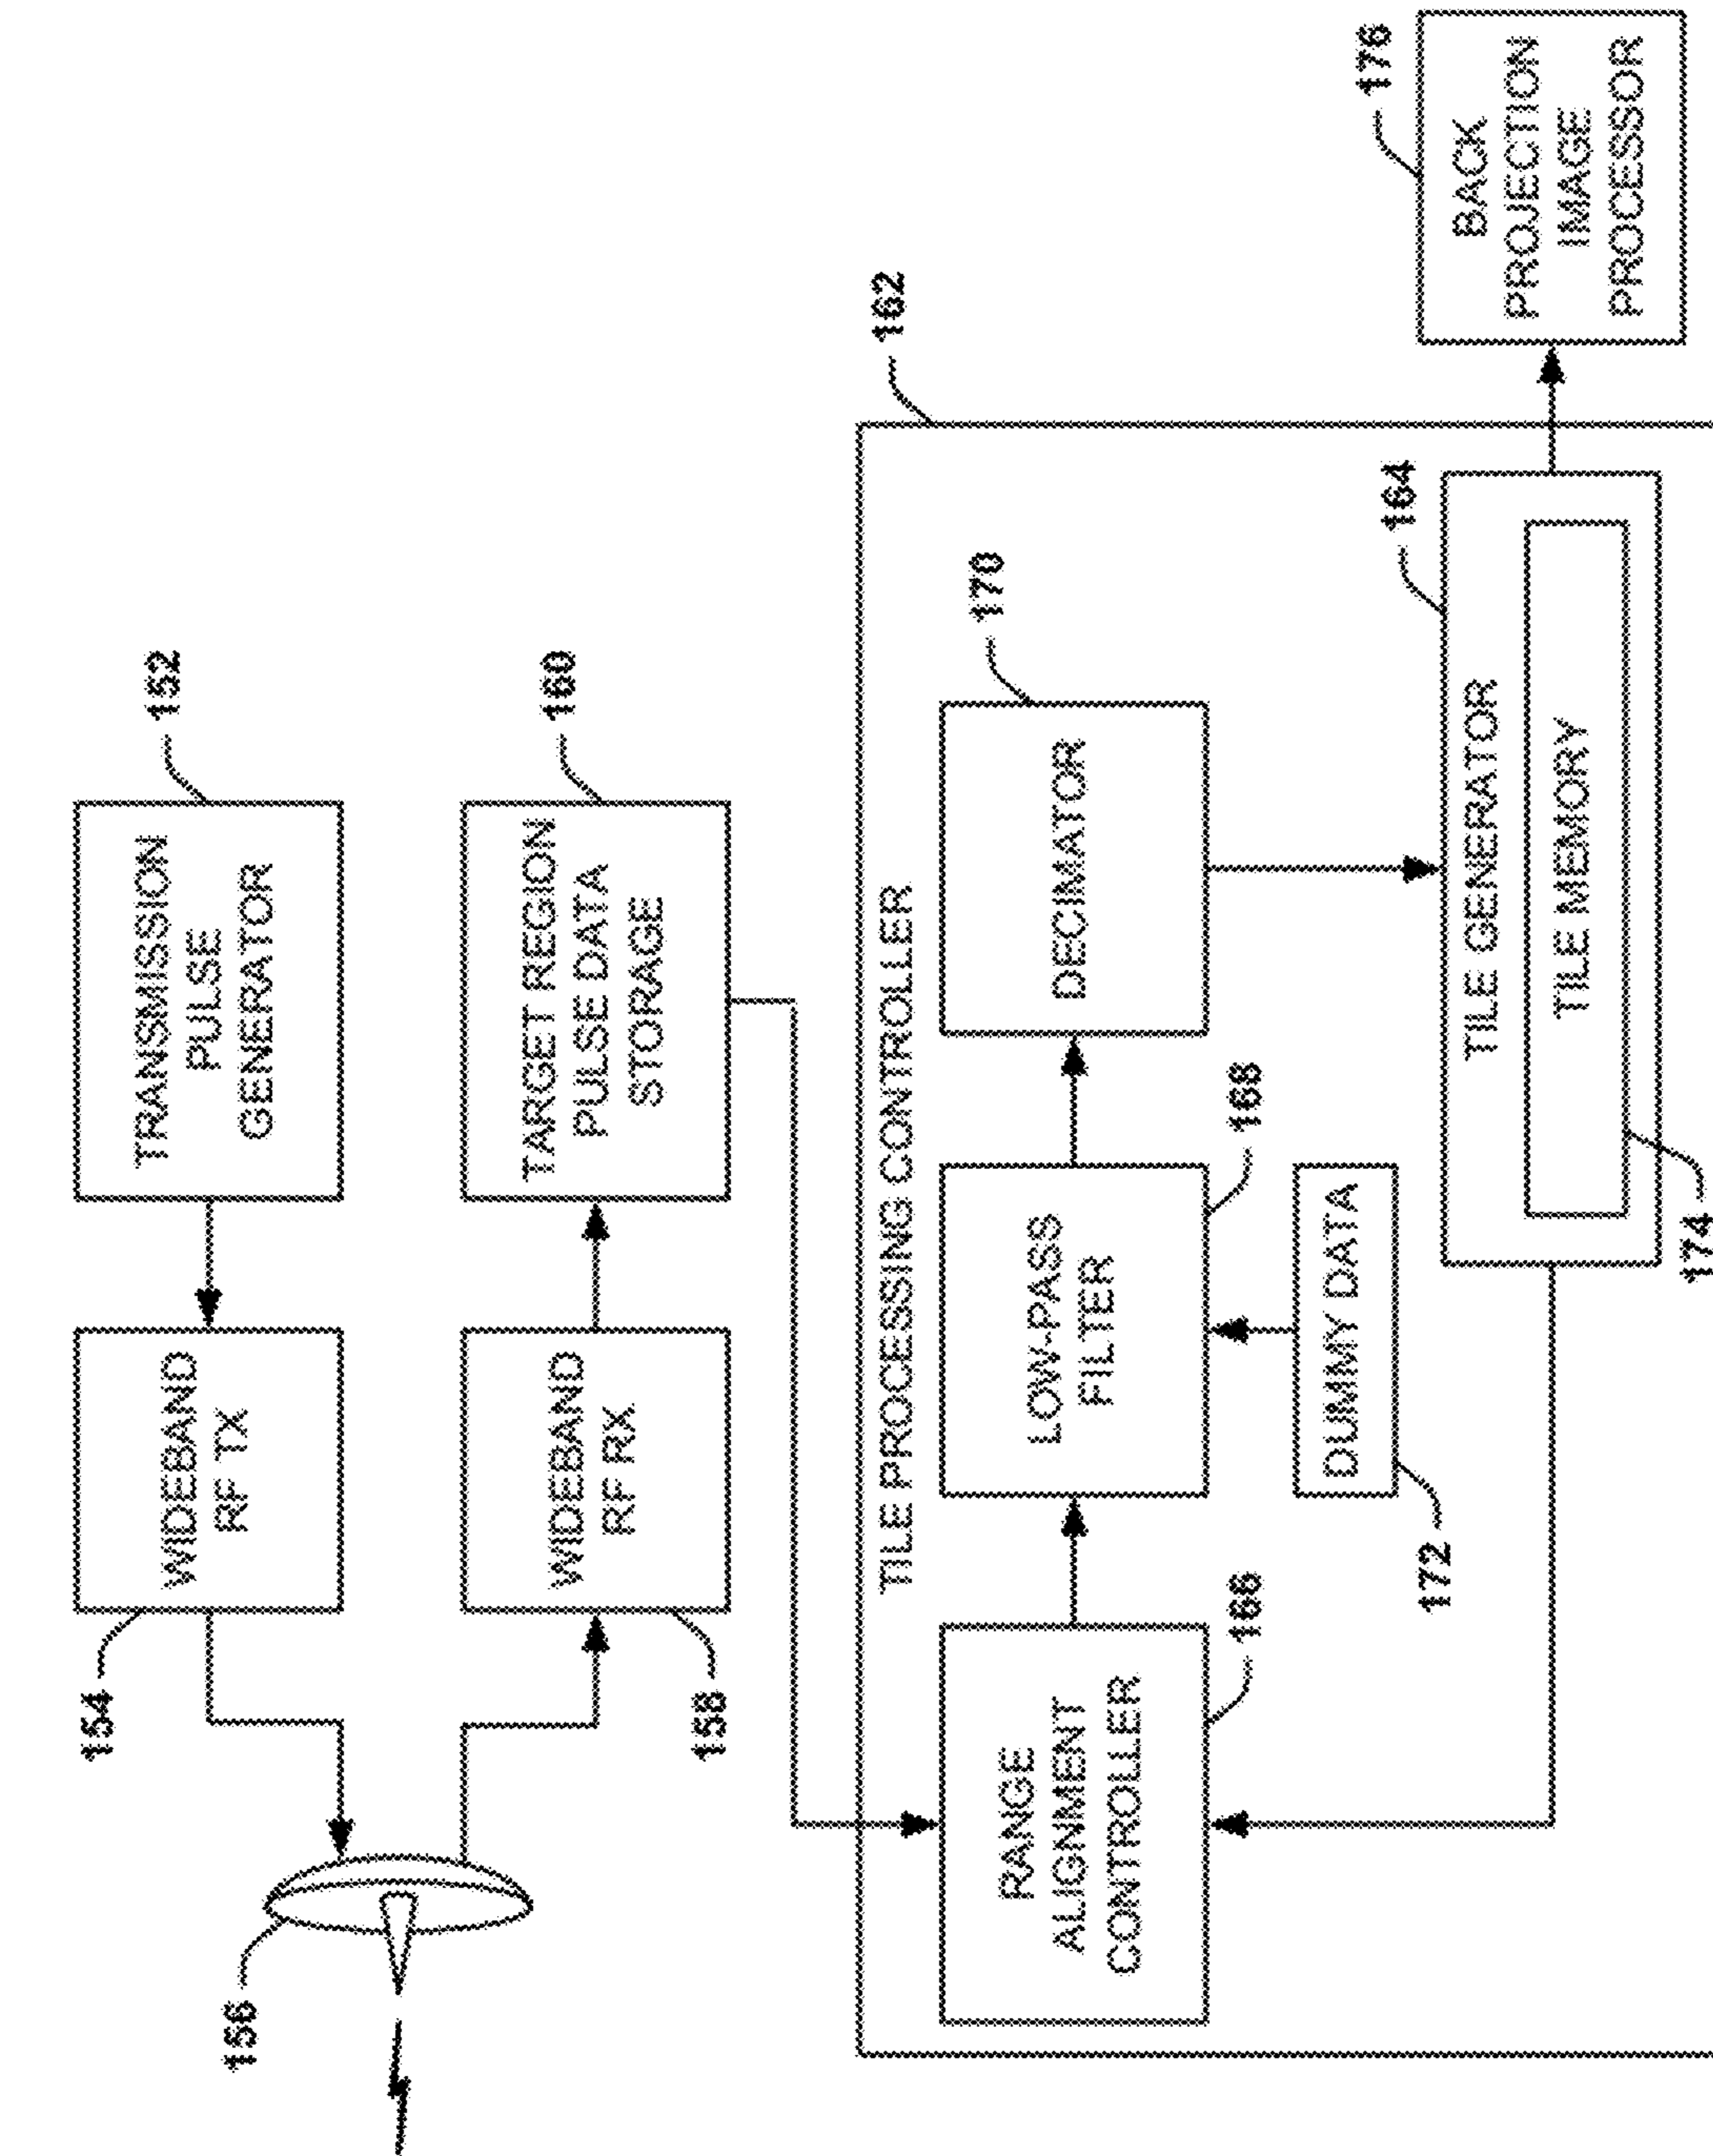 152
TRANSMISSION
PULSE
GENERATOR
154
WIDEBAND
RF TX
156
158
WIDEBAND
RF RX
160
TARGET REGION
PULSE DATA
STORAGE
162
TILE PROCESSING CONTROLLER
166
RANGE
ALIGNMENT
CONTROLLER
168
LOW-PASS
FILTER
170
DECIMATOR
172
DUMMY DATA
164
TILE GENERATOR
TILE MEMORY
174
176
BACK
PROJECTION
IMAGE
PROCESSOR